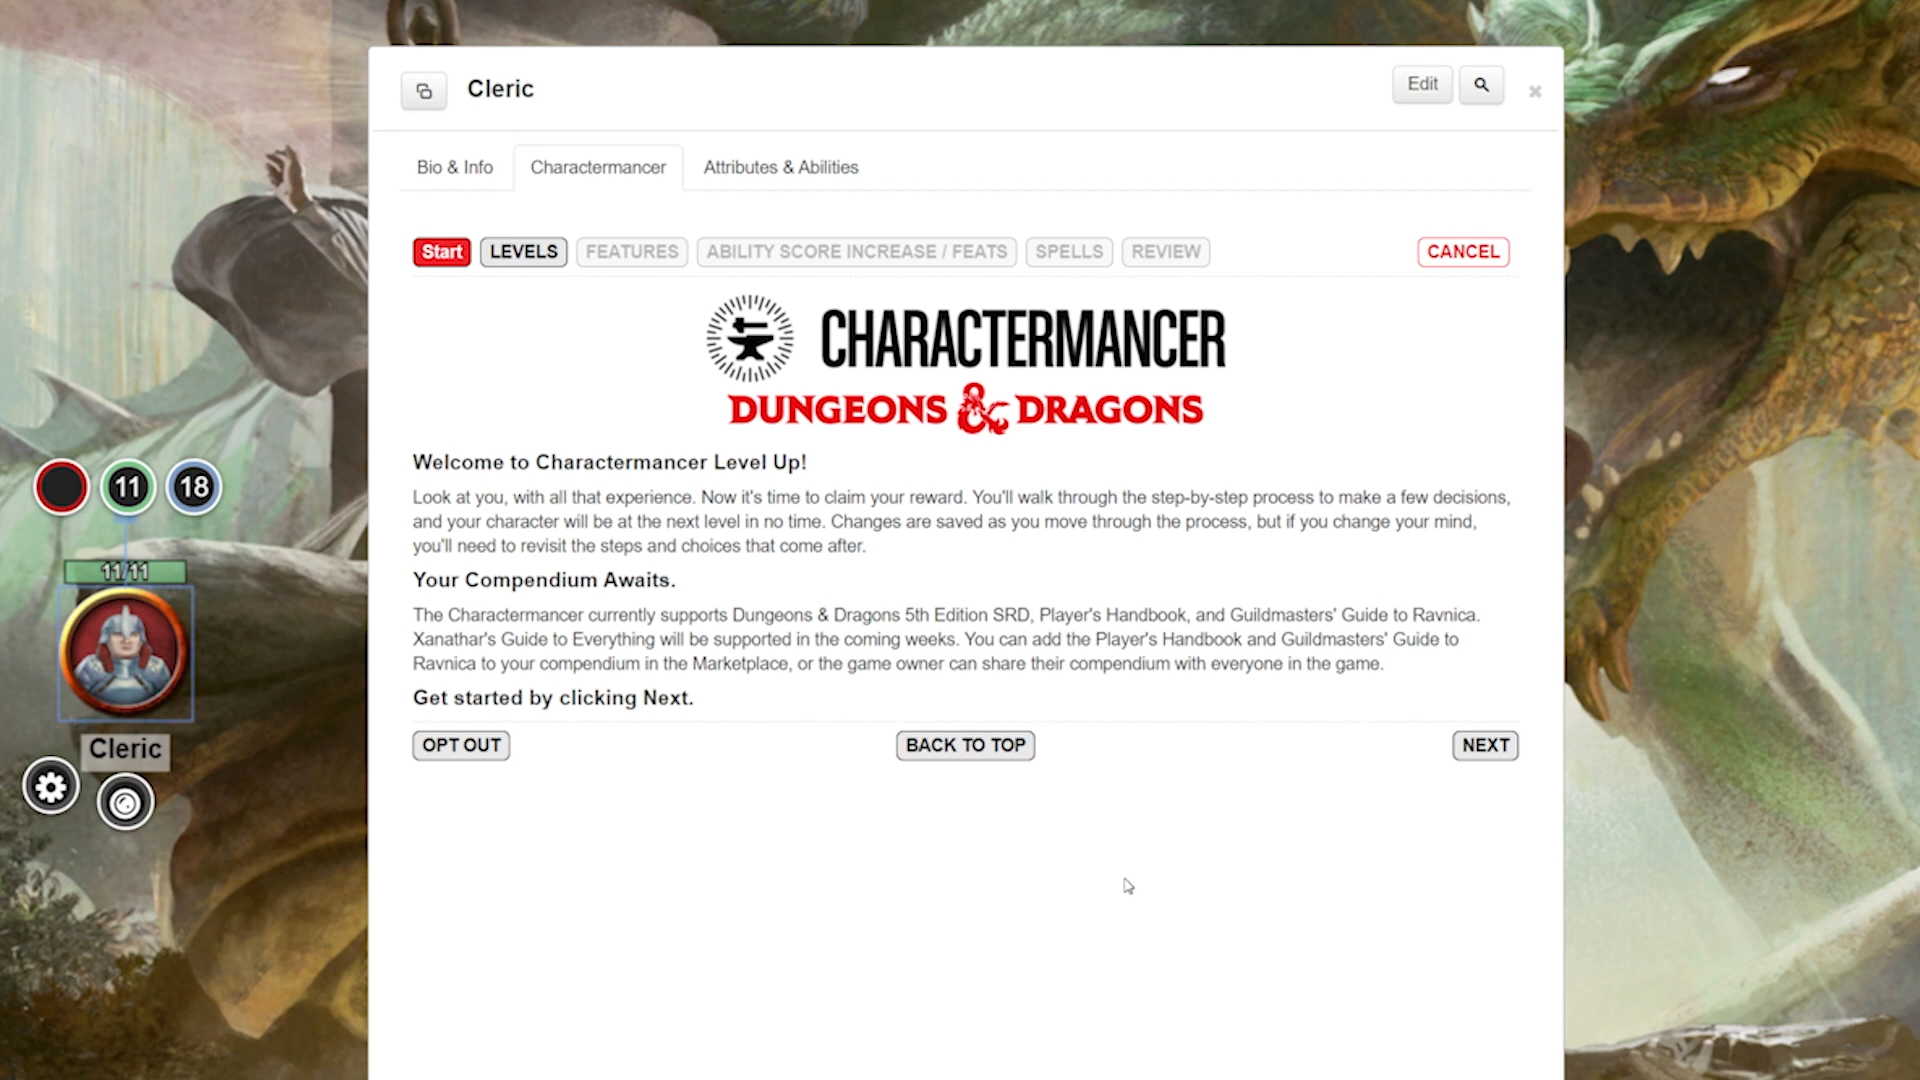 Cleric
Edit
Bio & Info
Charactermancer
Attributes & Abilities
Start
LEVELS
FEATURES
ABILITY SCORE INCREASE / FEATS
SPELLS
REVIEW
CANCEL
CHARACTERMANCER
DUNGEONS & DRAGONS
Welcome to Charactermancer Level Up!
Look at you, with all that experience. Now it's time to claim your reward. You'll walk through the step-by-step process to make a few decisions,
and your character will be at the next level in no time. Changes are saved as you move through the process, but if you change your mind,
you'll need to revisit the steps and choices that come after.
Your Compendium Awaits.
The Charactermancer currently supports Dungeons & Dragons 5th Edition SRD, Player's Handbook, and Guildmasters' Guide to Ravnica.
Xanathar's Guide to Everything will be supported in the coming weeks. You can add the Player's Handbook and Guildmasters' Guide to
Ravnica to your compendium in the Marketplace, or the game owner can share their compendium with everyone in the game.
Get started by clicking Next.
OPT OUT
BACK TO TOP
NEXT
11
18
11/11
Cleric